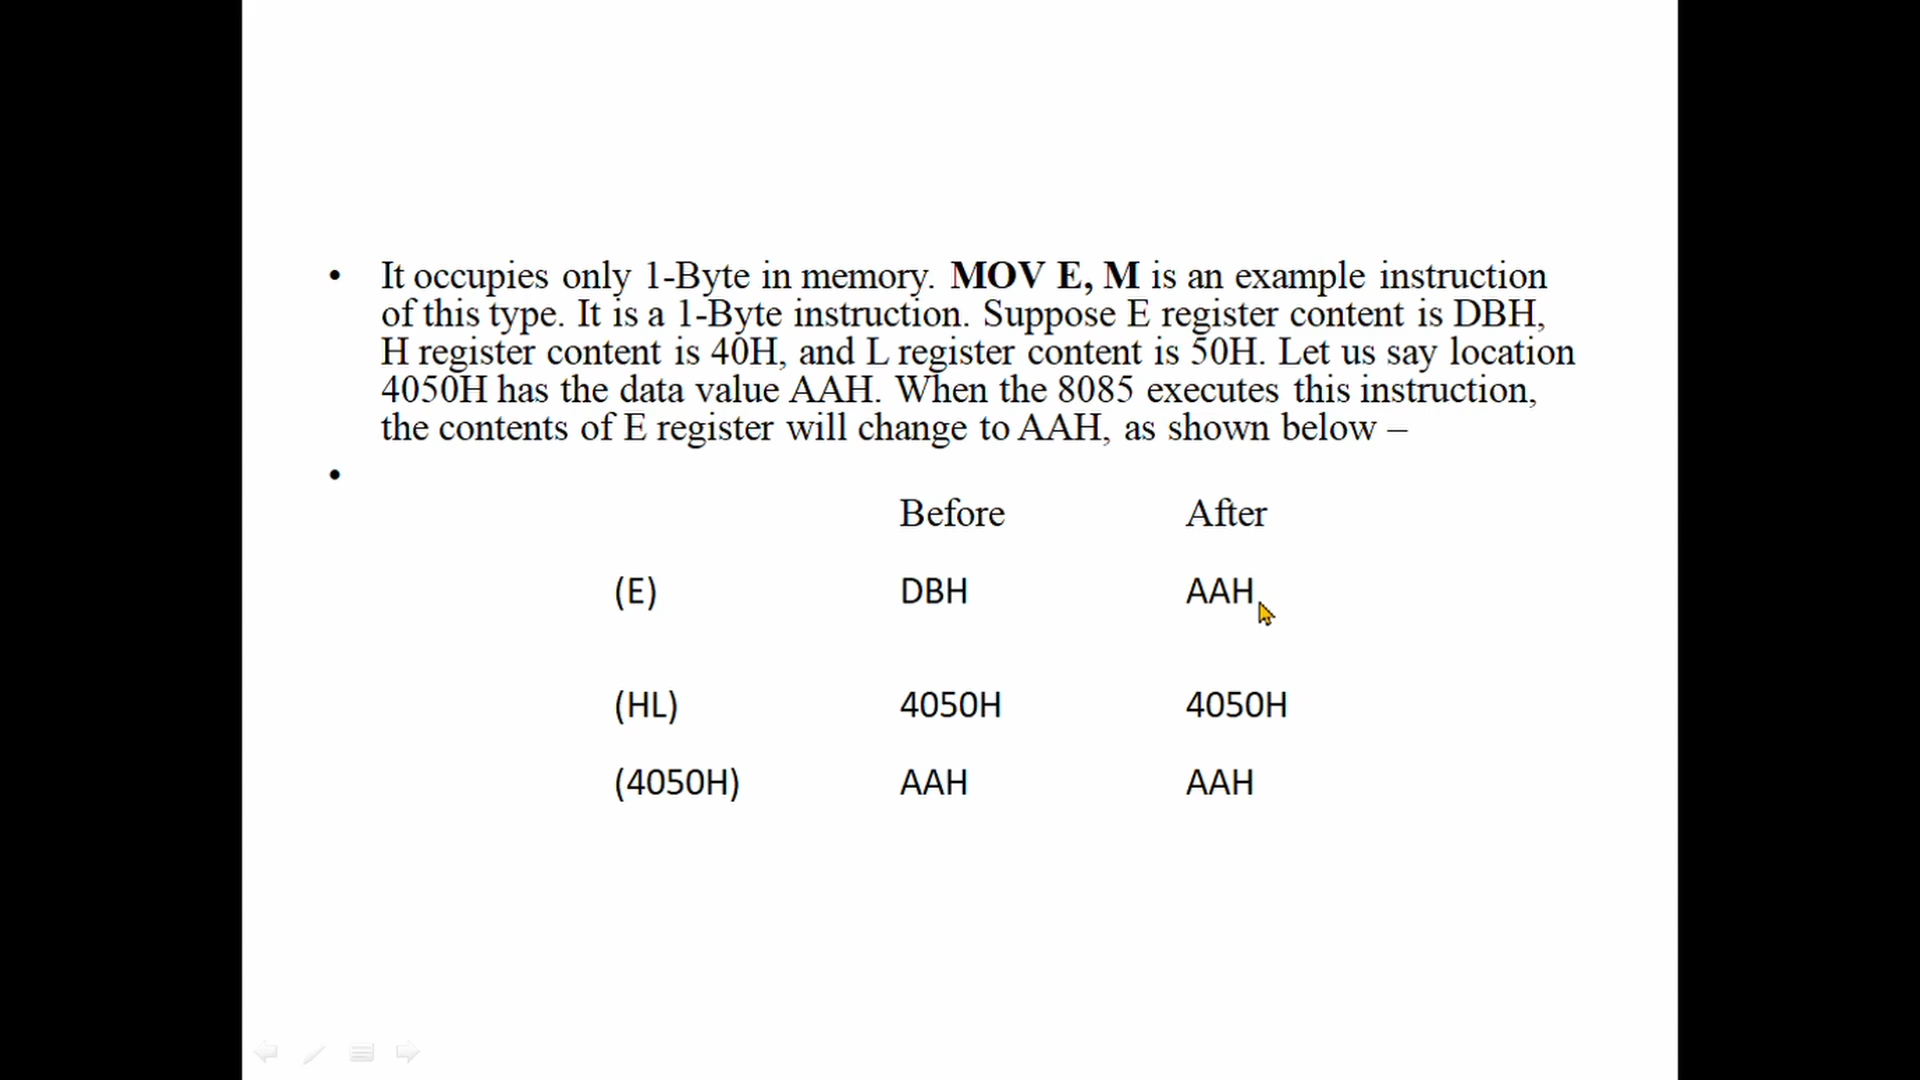 • It occupies only 1-Byte in memory. MOV E, M is an example instruction
of this type. It is a 1-Byte instruction. Suppose E register content is DBH,
H register content is 40H, and L register content is 50H. Let us say location
4050H has the data value AAH. When the 8085 executes this instruction,
the contents of E register will change to AAH, as shown below –
•
Before After
(E) DBH AAH
(HL) 4050H 4050H
(4050H) AAH AAH